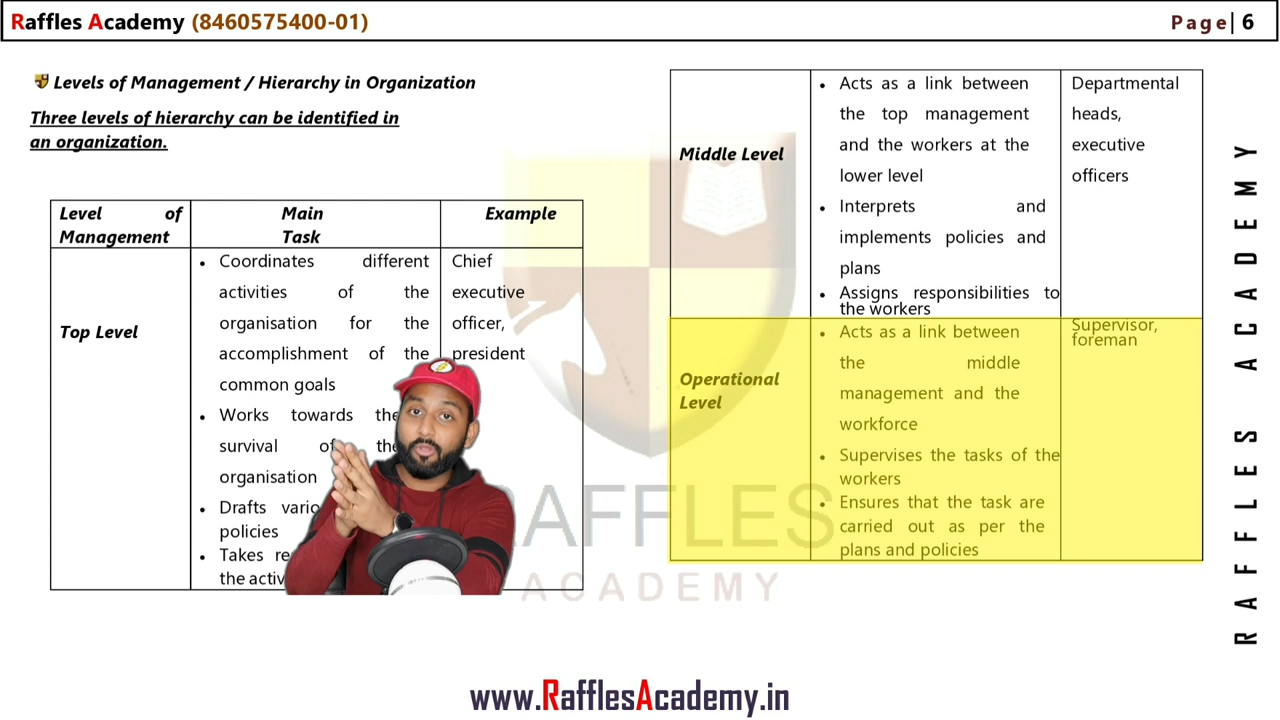 Raffles Academy (8460575400-01)
Page| 6
Levels of Management / Hierarchy in Organization
Three levels of hierarchy can be identified in
an organization.
Level of
Management
Main
Task
Example
Top Level
Coordinates different
activities of the
organisation for the
accomplishment of the
common goals
Works towards the
survival of the
organisation
Drafts
policies
Takes
the
Chief
executive
officer,
president
Middle Level
Acts as a link between
the top management
and the workers at the
lower level
Interprets and
implements policies and
plans
Assigns responsibilities to
the workers
Departmental
heads,
executive
officers
Operational
Level
Acts as a link between
the middle
management and the
workforce
Supervises the tasks of the
workers
Ensures that the task are
carried out as per the
plans and policies
Supervisor,
foreman
RAFFLES
ACADEMY
RAFFLES ACADEMY
www.RafflesAcademy.in